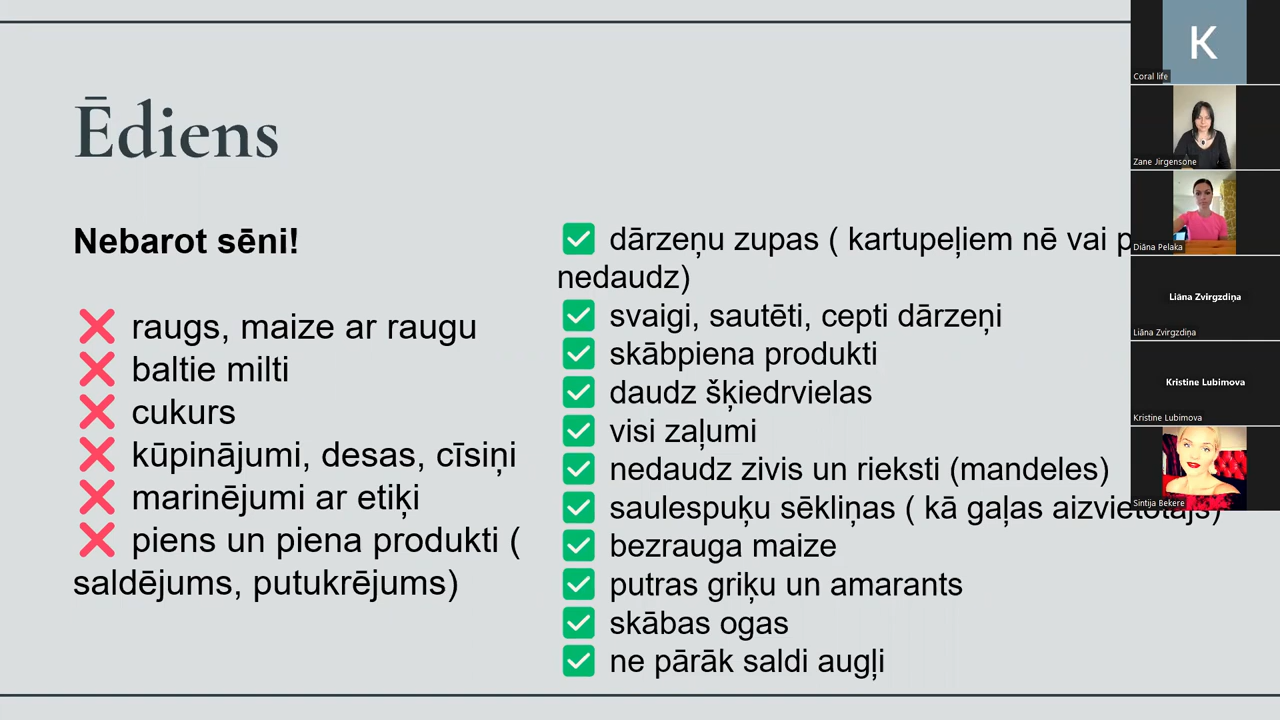 Ēdiens
Nebarot sēni!
raugs, maize ar raugu
baltie milti
cukurs
kūpinājumi, desas, cīsiņi
marinējumi ar etiķi
piens un piena produkti (
saldējums, putukrējums)
dārzeņu zupas ( kartupeļiem nē vai
nedaudz)
svaigi, sautēti, cepti dārzeņi
skābpiena produkti
daudz šķiedrvielas
visi zaļumi
nedaudz zivis un rieksti (mandeles)
saulespuķu sēkliņas ( kā gaļas aizvietotājs)
bezrauga maize
putras griķu un amarants
skābas ogas
ne pārāk saldi augļi
K
Coral life
Zane Jirgensone
Diāna Pelaka
Liāna Zvirgzdiņa
Liāna Zvirgzdiņa
Kristine Lubimova
Kristine Lubimova
Sintija Bekere